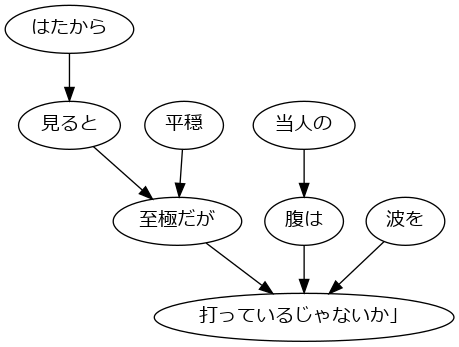 はたから
見ると
平穏
当人の
至極だが
腹は
波を
打っているじゃないか」